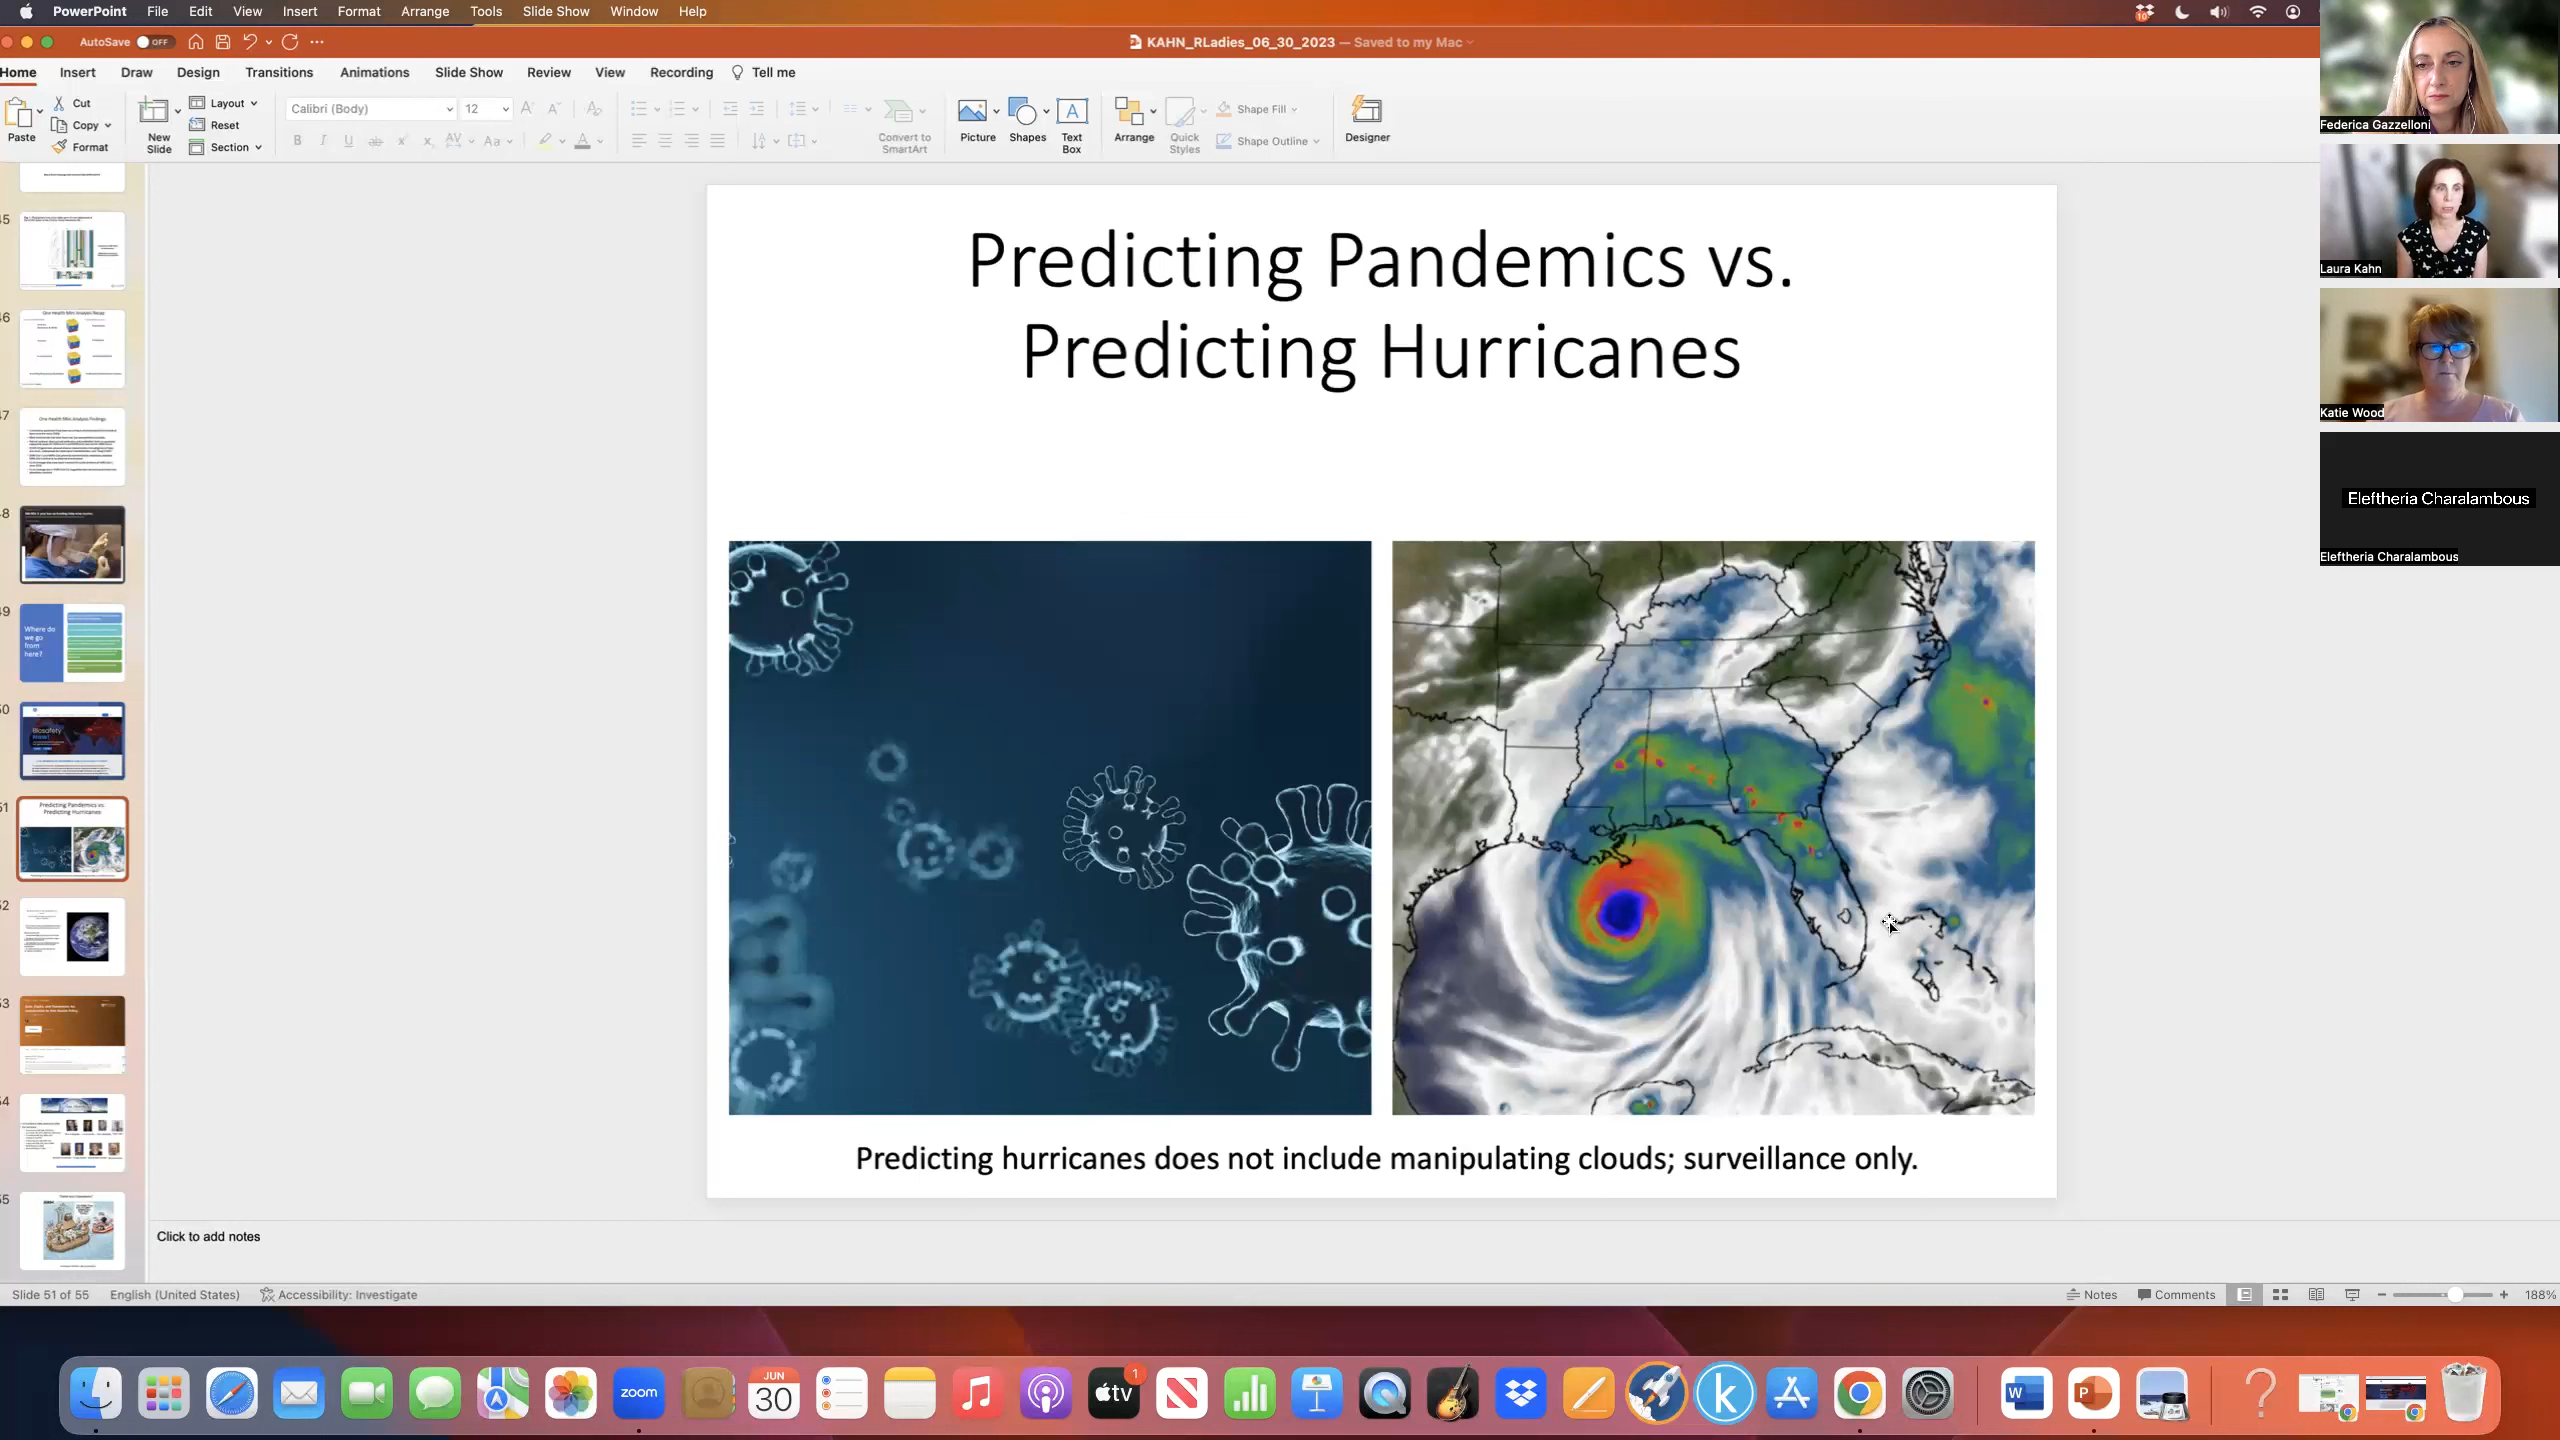 PowerPoint File Edit View Insert Format Arrange Tools Slide Show Window Help
AutoSave OFF
KAHN_RLadies_06_30_2023 — Saved to my Mac
Home Insert Draw Design Transitions Animations Slide Show Review View Recording Tell me
Paste
Cut
Copy
Format
New Slide
Layout
Reset
Section
Calibri (Body) 12
B I U ab
Aa
Convert to SmartArt
Picture
Shapes
Text Box
Arrange
Quick Styles
Shape Fill
Shape Outline
Designer
Federica Gazzelloni
Laura Kahn
Katie Wood
Eleftheria Charalambous
Eleftheria Charalambous
Where do
we go
from
here?
Predicting Pandemics vs.
Predicting Hurricanes
Predicting Pandemics vs.
Predicting Hurricanes
Predicting hurricanes does not include manipulating clouds; surveillance only.
Click to add notes
Slide 51 of 55 English (United States) Accessibility: Investigate
Notes Comments 188%
zoom
JUN
30
tv
1
W
P